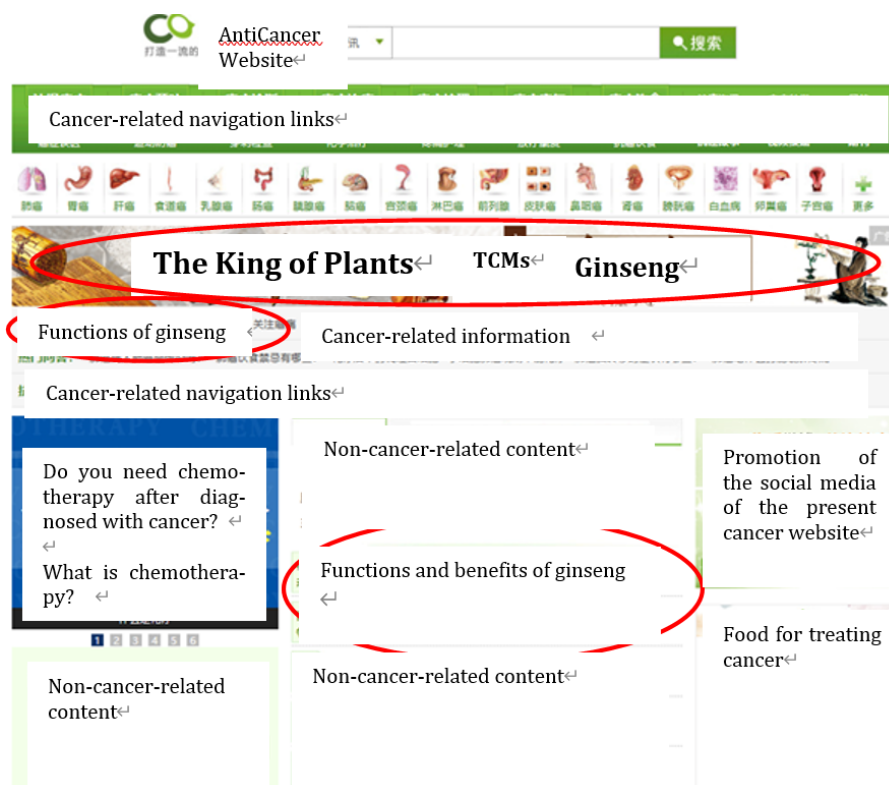 打造一流的
AntiCancer
Website
讯
搜索
Cancer-related navigation links
肺癌 胃癌 肝癌 食道癌 乳腺癌 肠癌 胰腺癌 脑癌 宫颈癌 淋巴癌 前列腺 皮肤癌 鼻咽癌 肾癌 膀胱癌 白血病 卵巢癌 子宫癌 更多
The King of Plants TCMs Ginseng
Functions of ginseng
Cancer-related information
Cancer-related navigation links
Do you need chemo-
therapy after diag-
nosed with cancer?
What is chemothera-
py?
1 2 3 4 5 6
Non-cancer-related content
Functions and benefits of ginseng
Non-cancer-related content
Promotion of
the social media
of the present
cancer website
Food for treating
cancer
Non-cancer-related
content